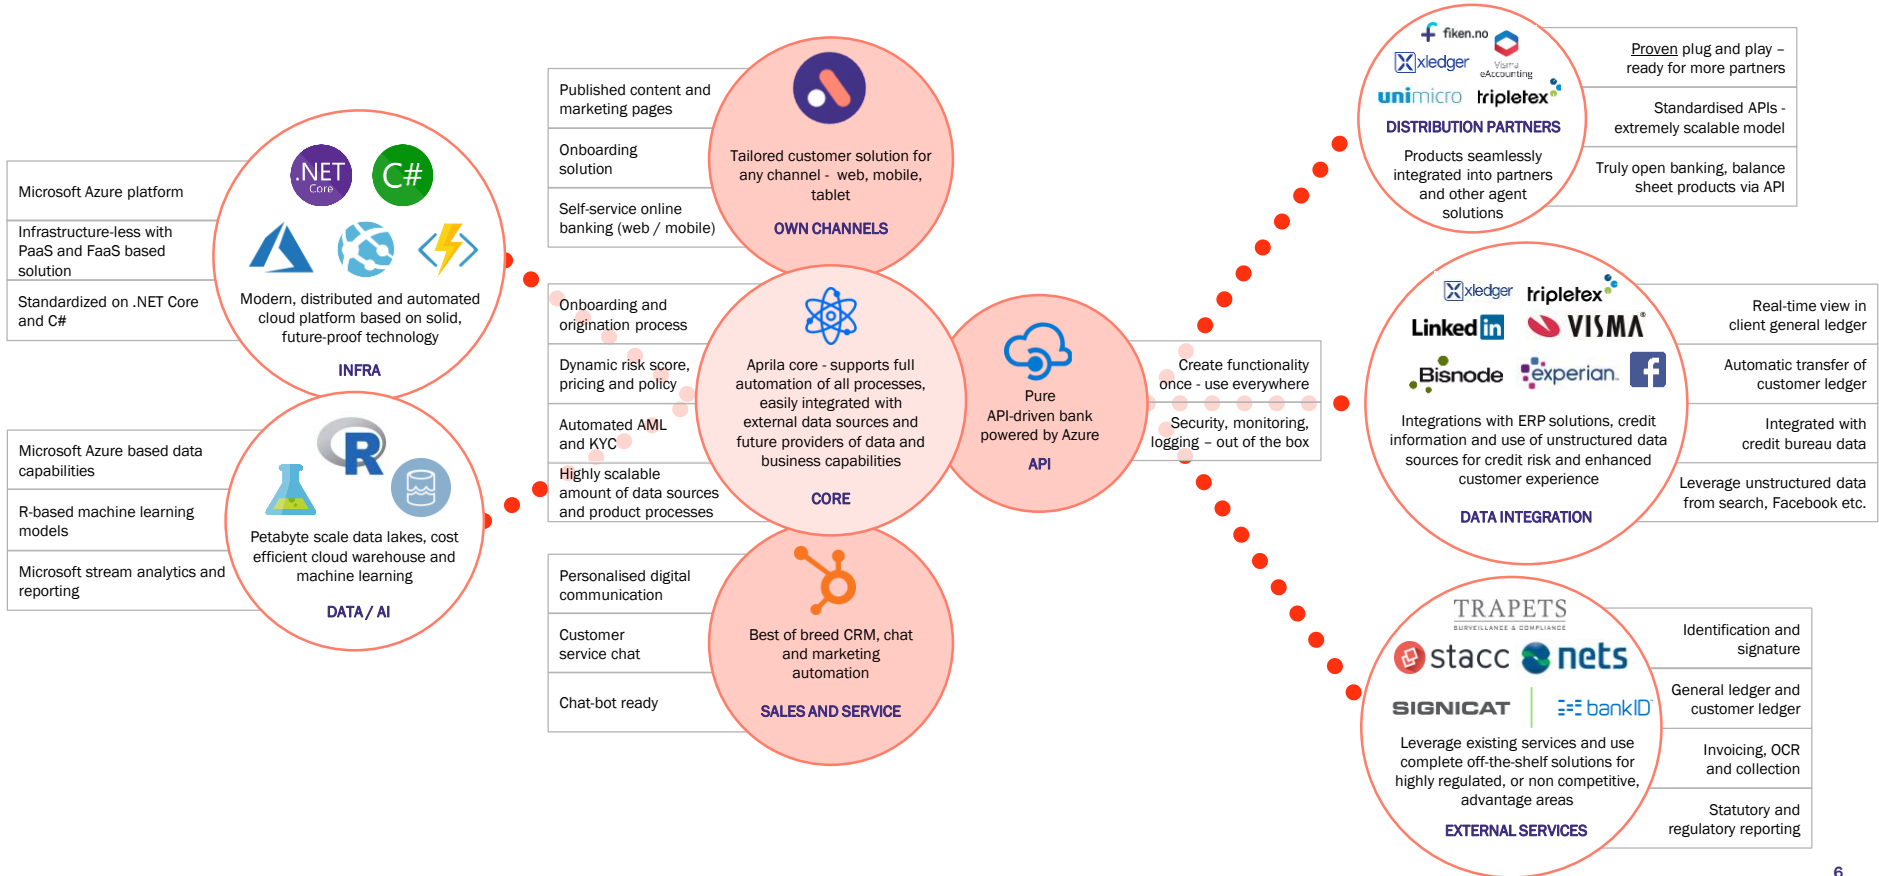 Microsoft Azure platform
Infrastructure-less with
PaaS and FaaS based
solution
Standardized on .NET Core
and C#
.NET
Core
C#
Modern, distributed and automated
cloud platform based on solid,
future-proof technology
INFRA
Microsoft Azure based data
capabilities
R-based machine learning
models
Microsoft stream analytics and
reporting
R
Petabyte scale data lakes, cost
efficient cloud warehouse and
machine learning
DATA / AI
Published content and
marketing pages
Onboarding
solution
Self-service online
banking (web / mobile)
Tailored customer solution for
any channel - web, mobile,
tablet
OWN CHANNELS
Onboarding and
origination process
Dynamic risk score,
pricing and policy
Automated AML
and KYC
Highly scalable
amount of data sources
and product processes
Aprila core - supports full
automation of all processes,
easily integrated with
external data sources and
future providers of data and
business capabilities
CORE
Personalised digital
communication
Customer
service chat
Chat-bot ready
Best of breed CRM, chat
and marketing
automation
SALES AND SERVICE
Pure
API-driven bank
powered by Azure
API
Create functionality
once - use everywhere
Security, monitoring,
logging – out of the box
fiken.no
xledger
Visma
eAccounting
unimicro
tripletex
DISTRIBUTION PARTNERS
Products seamlessly
integrated into partners
and other agent
solutions
Proven plug and play –
ready for more partners
Standardised APIs -
extremely scalable model
Truly open banking, balance
sheet products via API
xledger
tripletex
Linked in
VISMA
Bisnode
experian.
f
Integrations with ERP solutions, credit
information and use of unstructured data
sources for credit risk and enhanced
customer experience
DATA INTEGRATION
Real-time view in
client general ledger
Automatic transfer of
customer ledger
Integrated with
credit bureau data
Leverage unstructured data
from search, Facebook etc.
TRAPETS
SURVEILLANCE & COMPLIANCE
stacc
nets
SIGNICAT
bankID
Leverage existing services and use
complete off-the-shelf solutions for
highly regulated, or non competitive,
advantage areas
EXTERNAL SERVICES
Identification and
signature
General ledger and
customer ledger
Invoicing, OCR
and collection
Statutory and
regulatory reporting
6